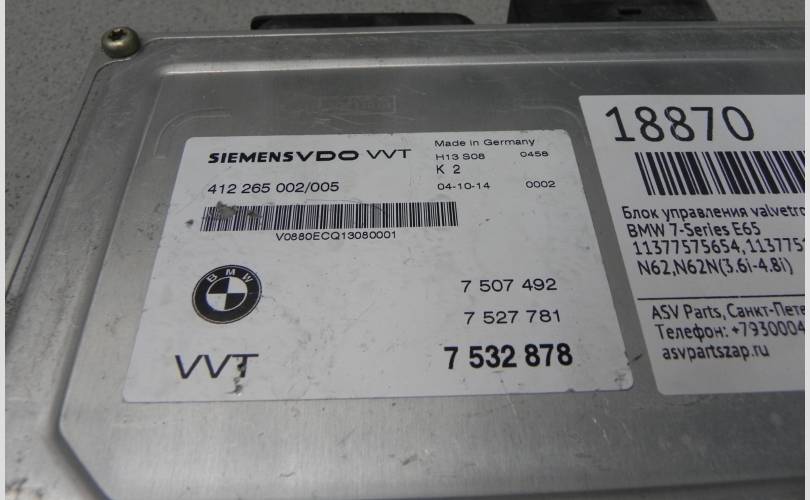 SIEMENSVDO VVT
Made in Germany
H13 S08 0458
K 2
412 265 002/005
04-10-14 0002
V0880ECQ13080001
BMW
7 507 492
7 527 781
VVT
7 532 878
18870
Блок управления valvetro
BMW 7-Series E65
11377575654,113775
N62,N62N(3.6i-4.8i)
ASV Parts,Санкт-Пете
Телефон: +7930004
asvpartszap.ru